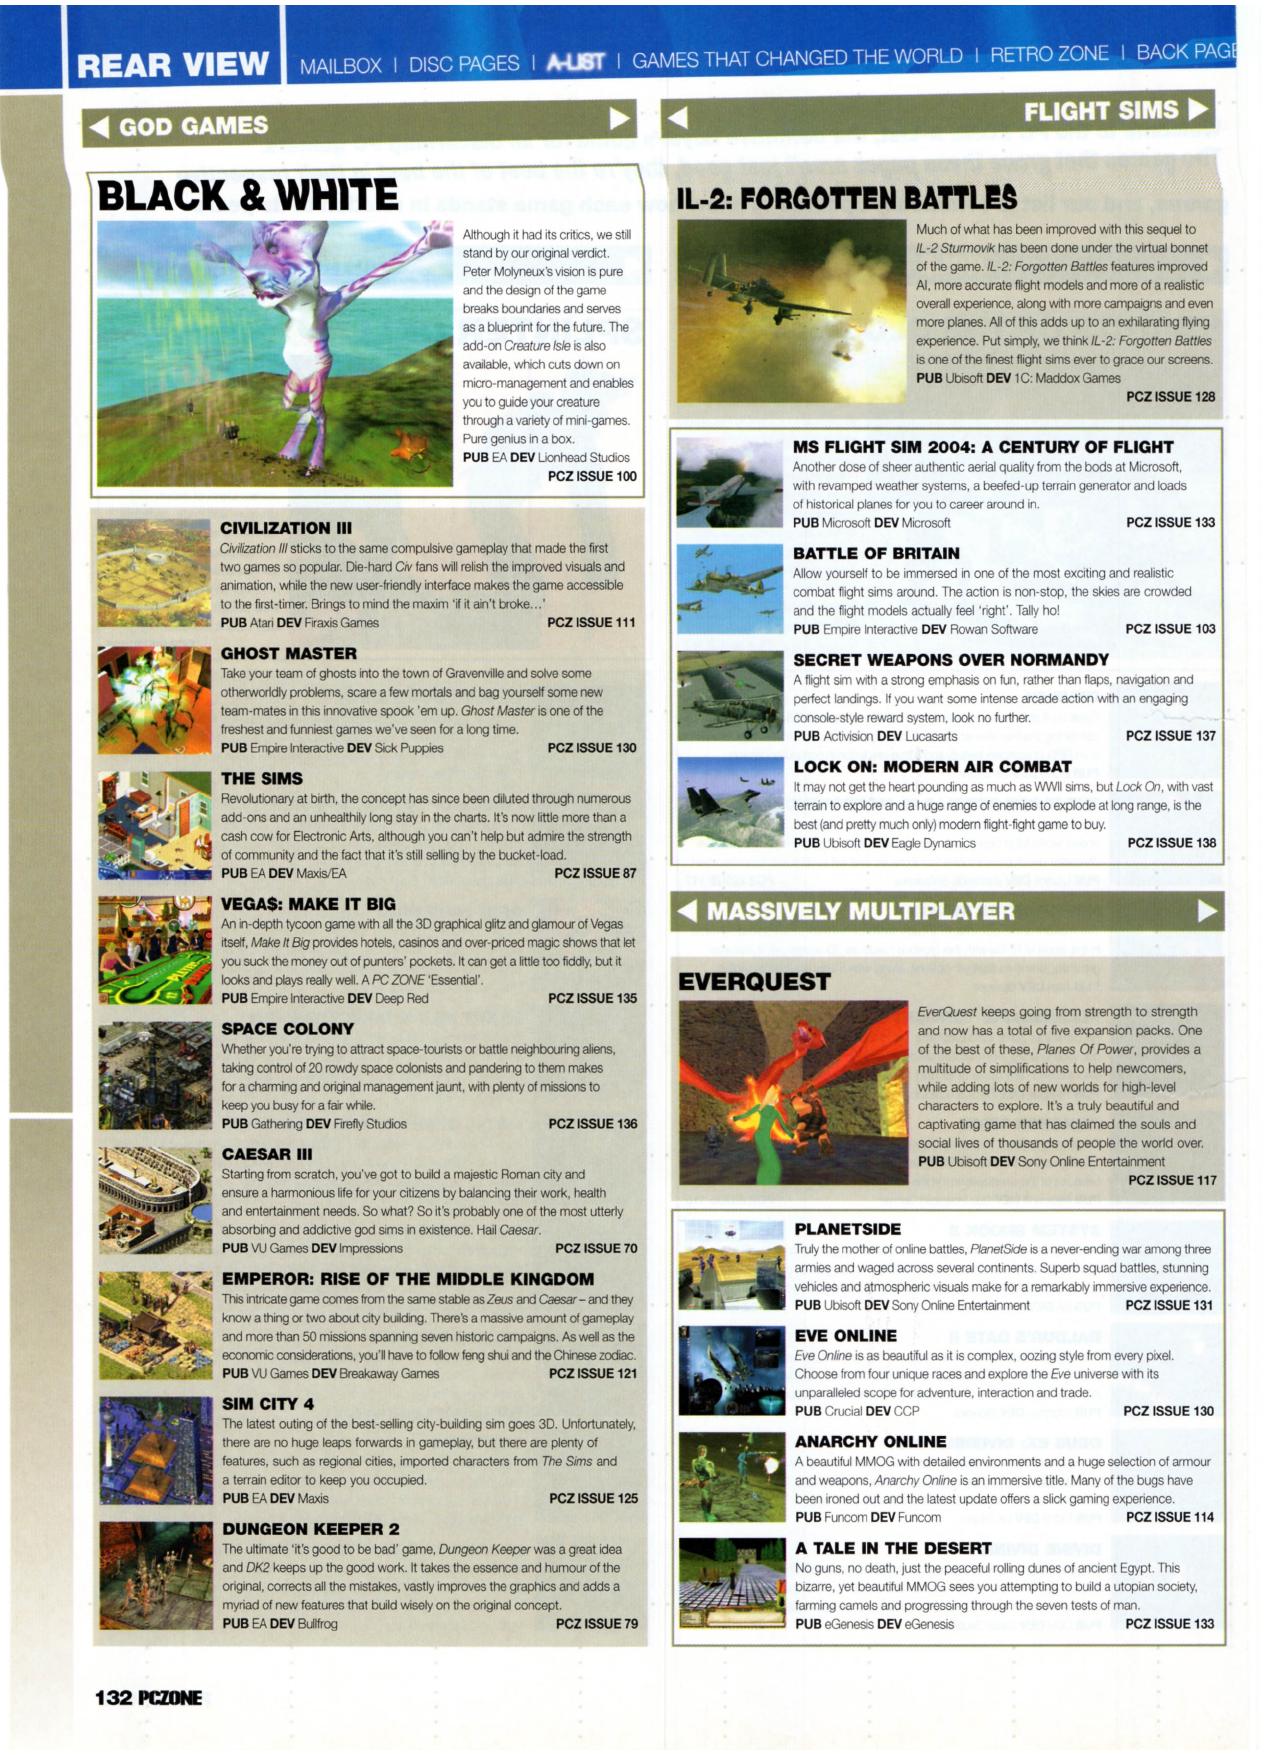 REAR VIEW
MAILBOX | DISC PAGES | A-LIST | GAMES THAT CHANGED THE WORLD | RETRO ZONE | BACK PAGE
GOD GAMES
BLACK & WHITE
Although it had its critics, we still
stand by our original verdict.
Peter Molyneux's vision is pure
and the design of the game
breaks boundaries and serves
as a blueprint for the future. The
add-on Creature Isle is also
available, which cuts down on
micro-management and enables
you to guide your creature
through a variety of mini-games.
Pure genius in a box.
PUB EA DEV Lionhead Studios
PCZ ISSUE 100
CIVILIZATION III
Civilization III sticks to the same compulsive gameplay that made the first
two games so popular. Die-hard Civ fans will relish the improved visuals and
animation, while the new user-friendly interface makes the game accessible
to the first-timer. Brings to mind the maxim 'if it ain't broke...'
PUB Atari DEV Firaxis Games PCZ ISSUE 111
GHOST MASTER
Take your team of ghosts into the town of Gravenville and solve some
otherworldly problems, scare a few mortals and bag yourself some new
team-mates in this innovative spook 'em up. Ghost Master is one of the
freshest and funniest games we've seen for a long time.
PUB Empire Interactive DEV Sick Puppies PCZ ISSUE 130
THE SIMS
Revolutionary at birth, the concept has since been diluted through numerous
add-ons and an unhealthily long stay in the charts. It's now little more than a
cash cow for Electronic Arts, although you can't help but admire the strength
of community and the fact that it's still selling by the bucket-load.
PUB EA DEV Maxis/EA PCZ ISSUE 87
VEGA$: MAKE IT BIG
An in-depth tycoon game with all the 3D graphical glitz and glamour of Vegas
itself, Make It Big provides hotels, casinos and over-priced magic shows that let
you suck the money out of punters' pockets. It can get a little too fiddly, but it
looks and plays really well. A PC ZONE 'Essential'.
PUB Empire Interactive DEV Deep Red PCZ ISSUE 135
SPACE COLONY
Whether you're trying to attract space-tourists or battle neighbouring aliens,
taking control of 20 rowdy space colonists and pandering to them makes
for a charming and original management jaunt, with plenty of missions to
keep you busy for a fair while.
PUB Gathering DEV Firefly Studios PCZ ISSUE 136
CAESAR III
Starting from scratch, you've got to build a majestic Roman city and
ensure a harmonious life for your citizens by balancing their work, health
and entertainment needs. So what? So it's probably one of the most utterly
absorbing and addictive god sims in existence. Hail Caesar.
PUB VU Games DEV Impressions PCZ ISSUE 70
EMPEROR: RISE OF THE MIDDLE KINGDOM
This intricate game comes from the same stable as Zeus and Caesar – and they
know a thing or two about city building. There's a massive amount of gameplay
and more than 50 missions spanning seven historic campaigns. As well as the
economic considerations, you'll have to follow feng shui and the Chinese zodiac.
PUB VU Games DEV Breakaway Games PCZ ISSUE 121
SIM CITY 4
The latest outing of the best-selling city-building sim goes 3D. Unfortunately,
there are no huge leaps forwards in gameplay, but there are plenty of
features, such as regional cities, imported characters from The Sims and
a terrain editor to keep you occupied.
PUB EA DEV Maxis PCZ ISSUE 125
DUNGEON KEEPER 2
The ultimate 'it's good to be bad' game, Dungeon Keeper was a great idea
and DK2 keeps up the good work. It takes the essence and humour of the
original, corrects all the mistakes, vastly improves the graphics and adds a
myriad of new features that build wisely on the original concept.
PUB EA DEV Bullfrog PCZ ISSUE 79
FLIGHT SIMS
IL-2: FORGOTTEN BATTLES
Much of what has been improved with this sequel to
IL-2 Sturmovik has been done under the virtual bonnet
of the game. IL-2: Forgotten Battles features improved
AI, more accurate flight models and more of a realistic
overall experience, along with more campaigns and even
more planes. All of this adds up to an exhilarating flying
experience. Put simply, we think IL-2: Forgotten Battles
is one of the finest flight sims ever to grace our screens.
PUB Ubisoft DEV 1C: Maddox Games
PCZ ISSUE 128
MS FLIGHT SIM 2004: A CENTURY OF FLIGHT
Another dose of sheer authentic aerial quality from the bods at Microsoft,
with revamped weather systems, a beefed-up terrain generator and loads
of historical planes for you to career around in.
PUB Microsoft DEV Microsoft PCZ ISSUE 133
BATTLE OF BRITAIN
Allow yourself to be immersed in one of the most exciting and realistic
combat flight sims around. The action is non-stop, the skies are crowded
and the flight models actually feel 'right'. Tally ho!
PUB Empire Interactive DEV Rowan Software PCZ ISSUE 103
SECRET WEAPONS OVER NORMANDY
A flight sim with a strong emphasis on fun, rather than flaps, navigation and
perfect landings. If you want some intense arcade action with an engaging
console-style reward system, look no further.
PUB Activision DEV Lucasarts PCZ ISSUE 137
LOCK ON: MODERN AIR COMBAT
It may not get the heart pounding as much as WWII sims, but Lock On, with vast
terrain to explore and a huge range of enemies to explode at long range, is the
best (and pretty much only) modern flight-fight game to buy.
PUB Ubisoft DEV Eagle Dynamics PCZ ISSUE 138
MASSIVELY MULTIPLAYER
EVERQUEST
EverQuest keeps going from strength to strength
and now has a total of five expansion packs. One
of the best of these, Planes Of Power, provides a
multitude of simplifications to help newcomers,
while adding lots of new worlds for high-level
characters to explore. It's a truly beautiful and
captivating game that has claimed the souls and
social lives of thousands of people the world over.
PUB Ubisoft DEV Sony Online Entertainment
PCZ ISSUE 117
PLANETSIDE
Truly the mother of online battles, PlanetSide is a never-ending war among three
armies and waged across several continents. Superb squad battles, stunning
vehicles and atmospheric visuals make for a remarkably immersive experience.
PUB Ubisoft DEV Sony Online Entertainment PCZ ISSUE 131
EVE ONLINE
Eve Online is as beautiful as it is complex, oozing style from every pixel.
Choose from four unique races and explore the Eve universe with its
unparalleled scope for adventure, interaction and trade.
PUB Crucial DEV CCP PCZ ISSUE 130
ANARCHY ONLINE
A beautiful MMOG with detailed environments and a huge selection of armour
and weapons, Anarchy Online is an immersive title. Many of the bugs have
been ironed out and the latest update offers a slick gaming experience.
PUB Funcom DEV Funcom PCZ ISSUE 114
A TALE IN THE DESERT
No guns, no death, just the peaceful rolling dunes of ancient Egypt. This
bizarre, yet beautiful MMOG sees you attempting to build a utopian society,
farming camels and progressing through the seven tests of man.
PUB eGenesis DEV eGenesis PCZ ISSUE 133
132 PCZONE